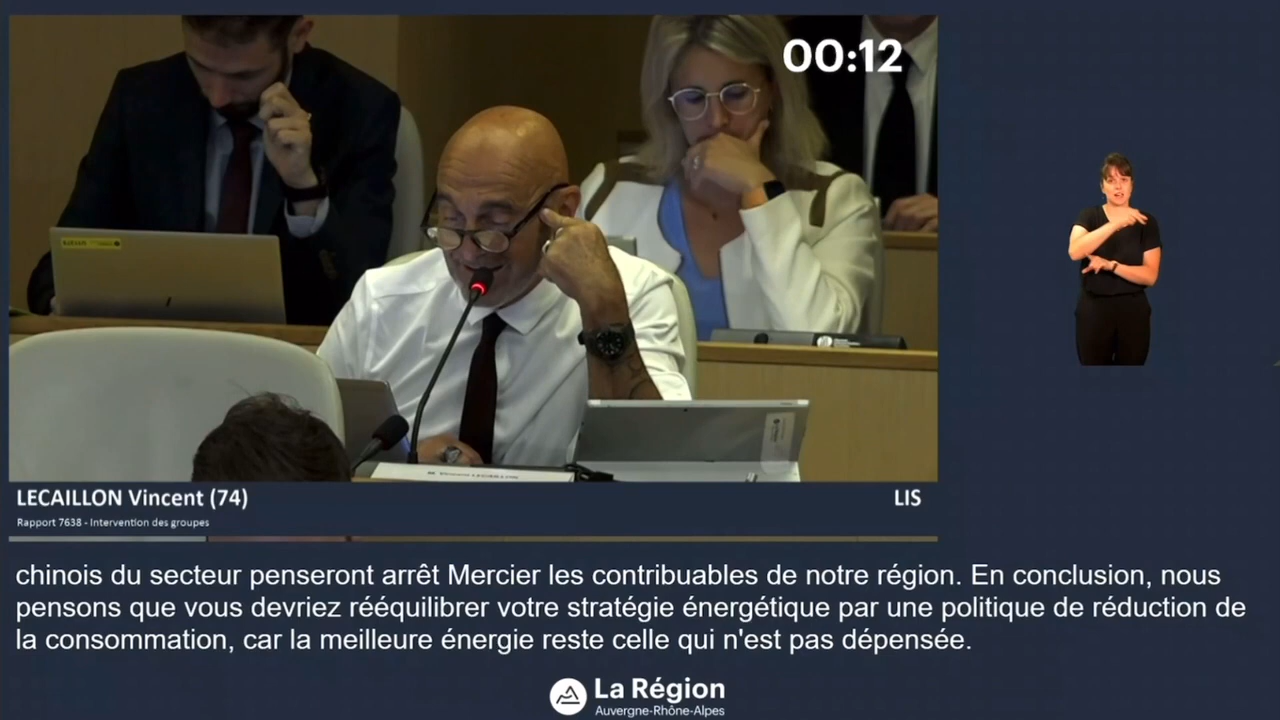 00:12
LECAILLON Vincent (74)
LIS
Rapport 7638 - Intervention des groupes
chinois du secteur penseront arrêt Mercier les contribuables de notre région. En conclusion, nous
pensons que vous devriez rééquilibrer votre stratégie énergétique par une politique de réduction de
la consommation, car la meilleure énergie reste celle qui n'est pas dépensée.
La Région
Auvergne-Rhône-Alpes